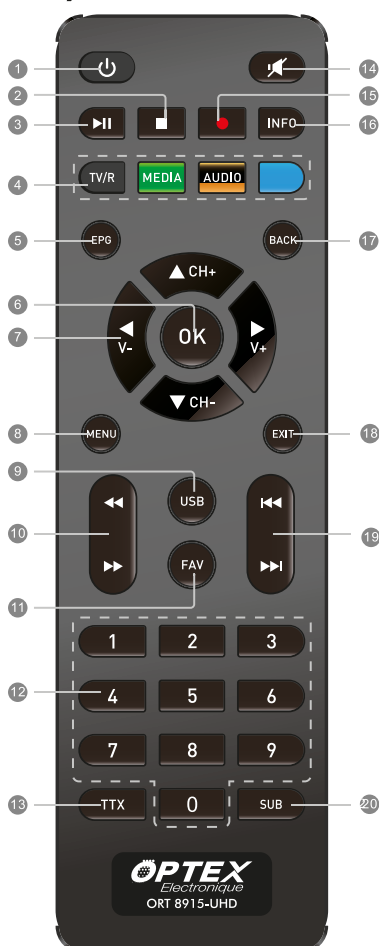 1 14
2 15
3 INFO 16
4 TV/R MEDIA AUDIO
5 EPG BACK 17
CH+
6 OK
7 V- V+
CH-
8 MENU EXIT 18
9 USB
10 19
11 FAV
1 2 3
12 4 5 6
7 8 9
13 TTX 0 SUB 20
OPTEX
Electronique
ORT 8915-UHD